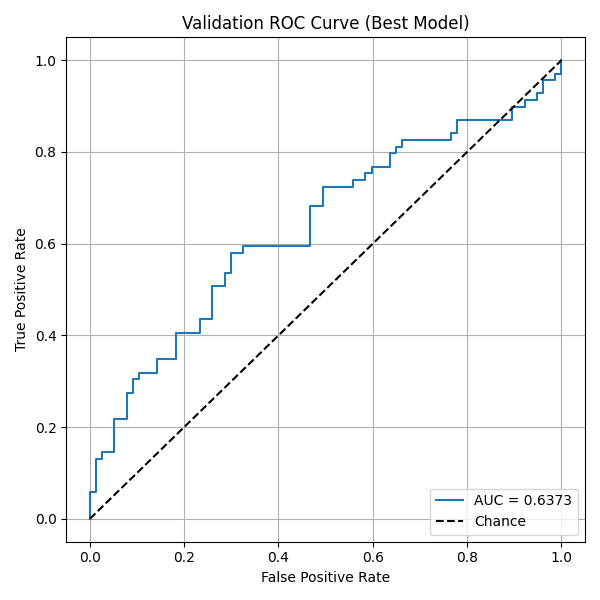 Validation ROC Curve (Best Model)
True Positive Rate
1.0
0.8
0.6
0.4
0.2
0.0
0.0 0.2 0.4 0.6 0.8 1.0
False Positive Rate
AUC = 0.6373
Chance